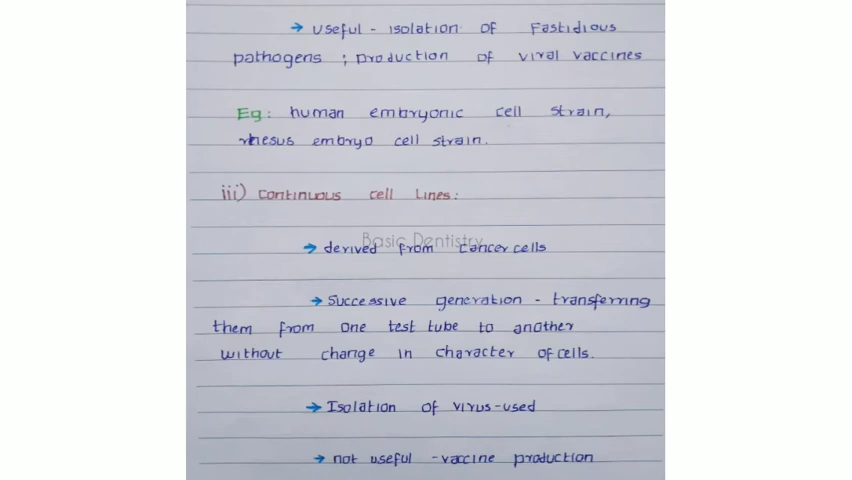 → useful - isolation of Fastidious
pathogens ; production of viral vaccines
Eg: human embryonic cell strain,
rhesus embryo cell strain.
iii) Continuous cell lines:
Basic Dentistry
→ derived from cancer cells
→ Successive generation - transferring
them from one test tube to another
without change in character of cells.
→ Isolation of virus-used
→ not useful - vaccine production